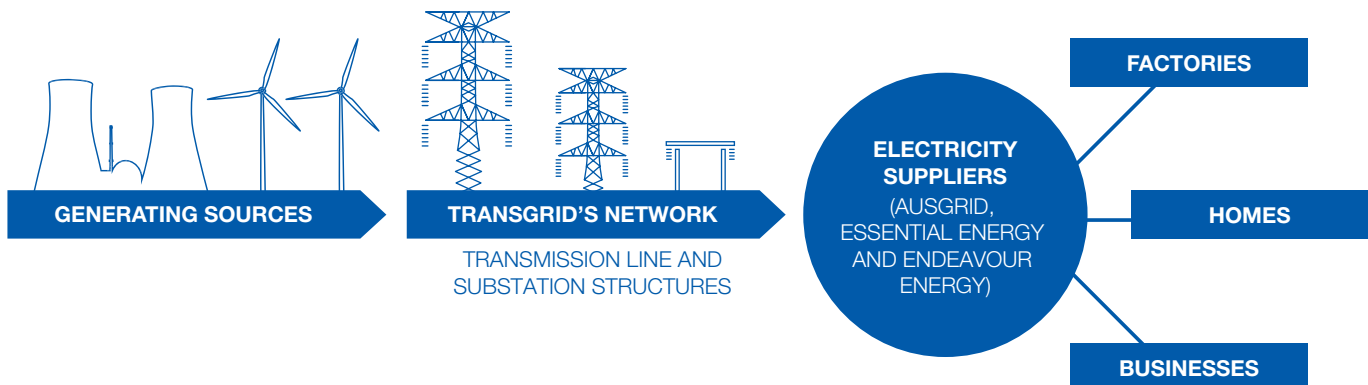 GENERATING SOURCES
TRANSGRID'S NETWORK
TRANSMISSION LINE AND
SUBSTATION STRUCTURES
ELECTRICITY
SUPPLIERS
(AUSGRID,
ESSENTIAL ENERGY
AND ENDEAVOUR
ENERGY)
FACTORIES
HOMES
BUSINESSES